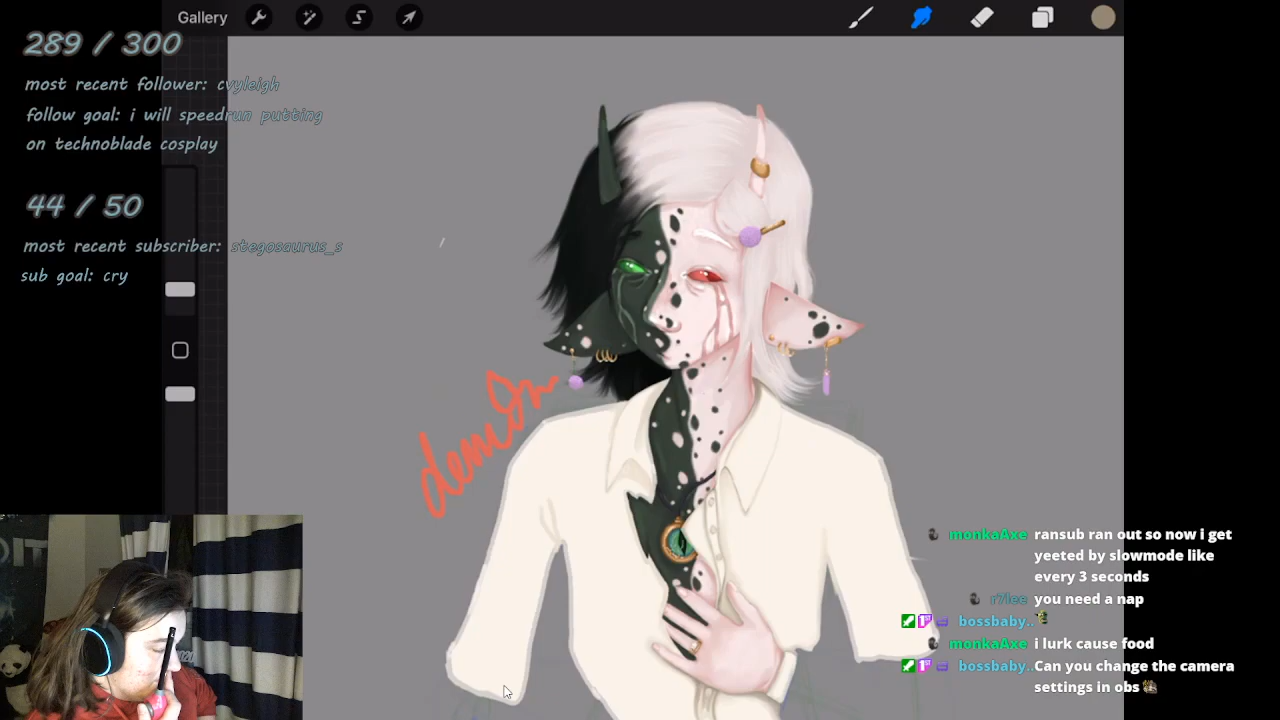 Gallery
289 / 300
most recent follower: cvyleigh
follow goal: i will speedrun putting
on technoblade cosplay
44 / 50
most recent subscriber: stegosaurus_s
sub goal: cry
demon
monkaAxe ransub ran out so now i get
yeeted by slowmode like
every 3 seconds
r7lee you need a nap
bossbaby..
monkaAxe i lurk cause food
bossbaby.. Can you change the camera
settings in obs